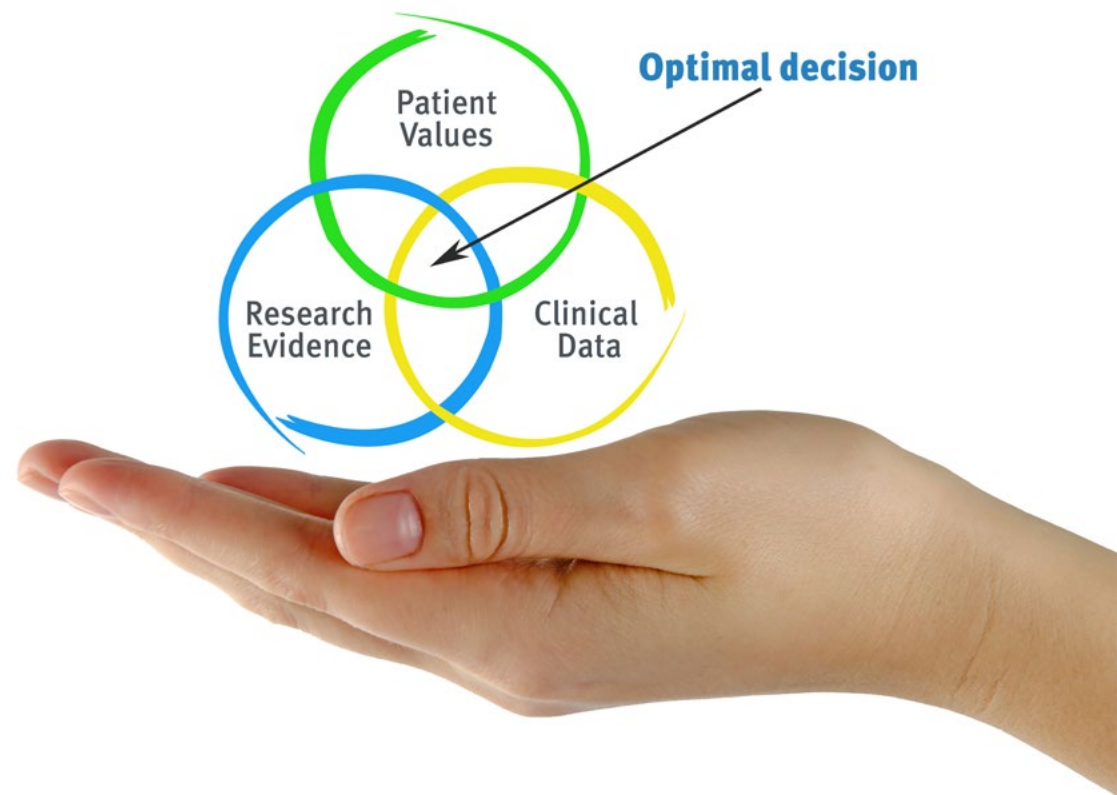 Optimal decision
Patient
Values
Research
Evidence
Clinical
Data